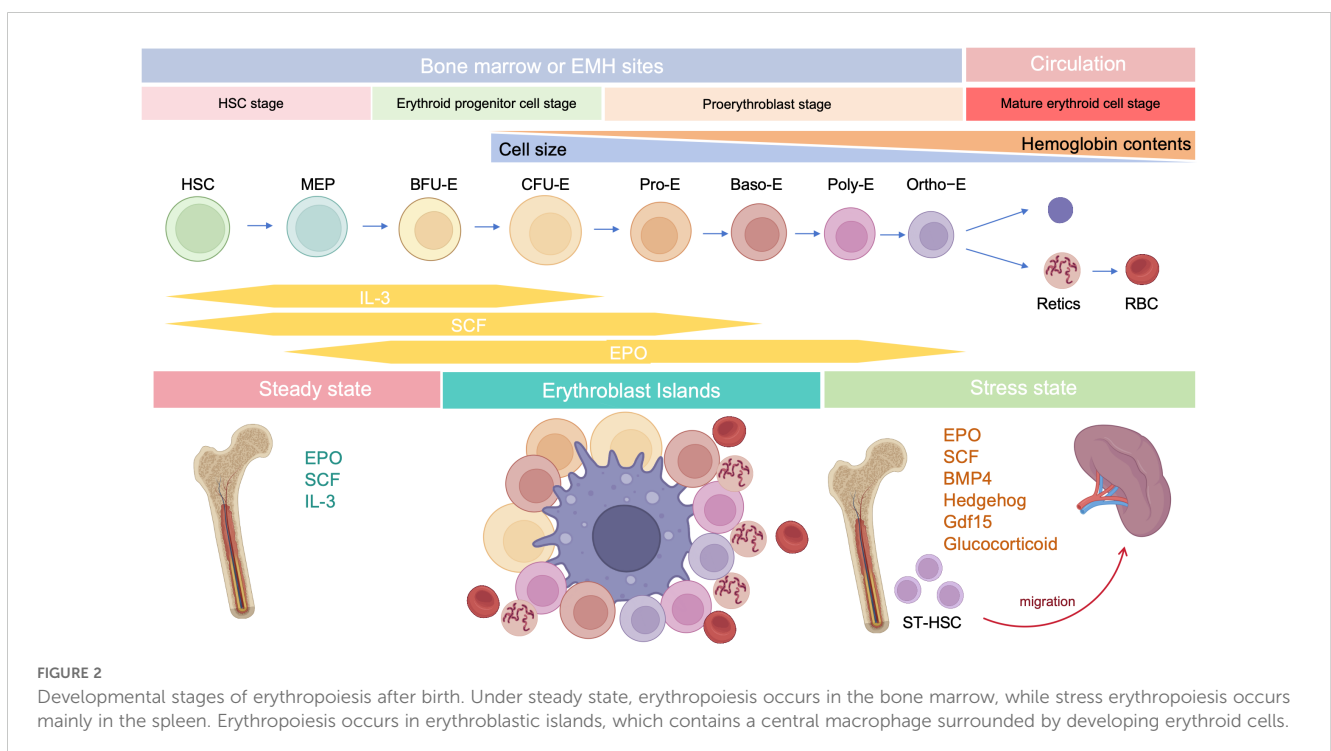 Bone marrow or EMH sites
Circulation
HSC stage
Erythroid progenitor cell stage
Proerythroblast stage
Mature erythroid cell stage
Cell size
Hemoglobin contents
HSC
MEP
BFU-E
CFU-E
Pro-E
Baso-E
Poly-E
Ortho−E
Retics
RBC
IL-3
SCF
EPO
Steady state
Erythroblast Islands
Stress state
EPO
SCF
IL-3
EPO
SCF
BMP4
Hedgehog
Gdf15
Glucocorticoid
ST-HSC
migration
FIGURE 2
Developmental stages of erythropoiesis after birth. Under steady state, erythropoiesis occurs in the bone marrow, while stress erythropoiesis occurs
mainly in the spleen. Erythropoiesis occurs in erythroblastic islands, which contains a central macrophage surrounded by developing erythroid cells.